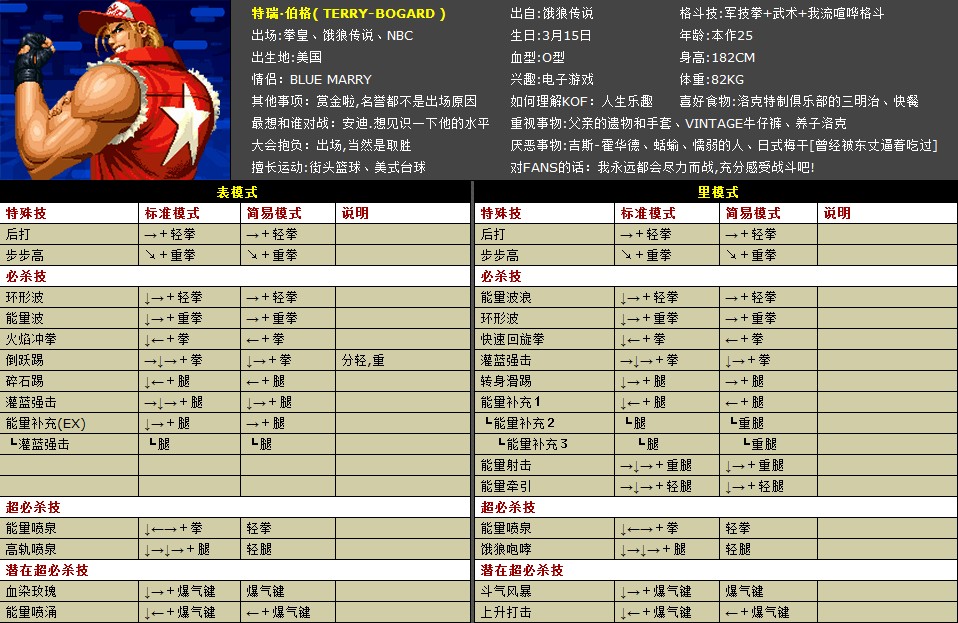 特瑞·伯格( TERRY-BOGARD ) 出自:饿狼传说 格斗技:军技拳+武术+我流喧哗格斗
出场:拳皇、饿狼传说、NBC 生日:3月15日 年龄:本作25
出生地:美国 血型:O型 身高:182CM
情侣：BLUE MARRY 兴趣:电子游戏 体重:82KG
其他事项：赏金啦,名誉都不是出场原因 如何理解KOF：人生乐趣 喜好食物:洛克特制俱乐部的三明治、快餐
最想和谁对战：安迪.想见识一下他的水平 重视事物:父亲的遗物和手套、VINTAGE牛仔裤、养子洛克
大会抱负：出场,当然是取胜 厌恶事物:吉斯-霍华德、蛞蝓、懦弱的人、日式梅干[曾经被东丈逼着吃过]
擅长运动:街头篮球、美式台球 对FANS的话：我永远都会尽力而战,充分感受战斗吧!
表模式 里模式
特殊技 标准模式 简易模式 说明 特殊技 标准模式 简易模式 说明
后打 →+轻拳 →+轻拳 后打 →+轻拳 →+轻拳
步步高 ↘+重拳 ↘+重拳 步步高 ↘+重拳 ↘+重拳
必杀技 必杀技
环形波 ↓→+轻拳 →+轻拳 能量波浪 ↓→+轻拳 →+轻拳
能量波 ↓→+重拳 →+重拳 环形波 ↓→+重拳 →+重拳
火焰冲拳 ↓←+拳 ←+拳 快速回旋拳 ↓←+拳 ←+拳
倒跃踢 →↓→+拳 ↓→+拳 分轻,重 灌蓝强击 →↓→+拳 ↓→+拳
碎石踢 ↓←+腿 ←+腿 转身滑踢 ↓→+腿 →+腿
灌蓝强击 →↓→+腿 ↓→+腿 能量补充1 ↓←+腿 ←+腿
能量补充(EX) ↓→+腿 →+腿 ┗能量补充2 ┗腿 ┗重腿
┗灌蓝强击 ┗腿 ┗腿 ┗能量补充3 ┗腿 ┗重腿
能量射击 →↓→+重腿 ↓→+重腿
能量牵引 →↓→+轻腿 ↓→+轻腿
超必杀技 超必杀技
能量喷泉 ↓←→+拳 轻拳 能量喷泉 ↓←→+拳 轻拳
高轨喷泉 ↓→↓→+腿 轻腿 饿狼咆哮 ↓→↓→+腿 轻腿
潜在超必杀技 潜在超必杀技
血染玫瑰 ↓→+爆气键 爆气键 斗气风暴 ↓→+爆气键 爆气键
能量喷涌 ↓←+爆气键 ←+爆气键 上升打击 ↓←+爆气键 ←+爆气键